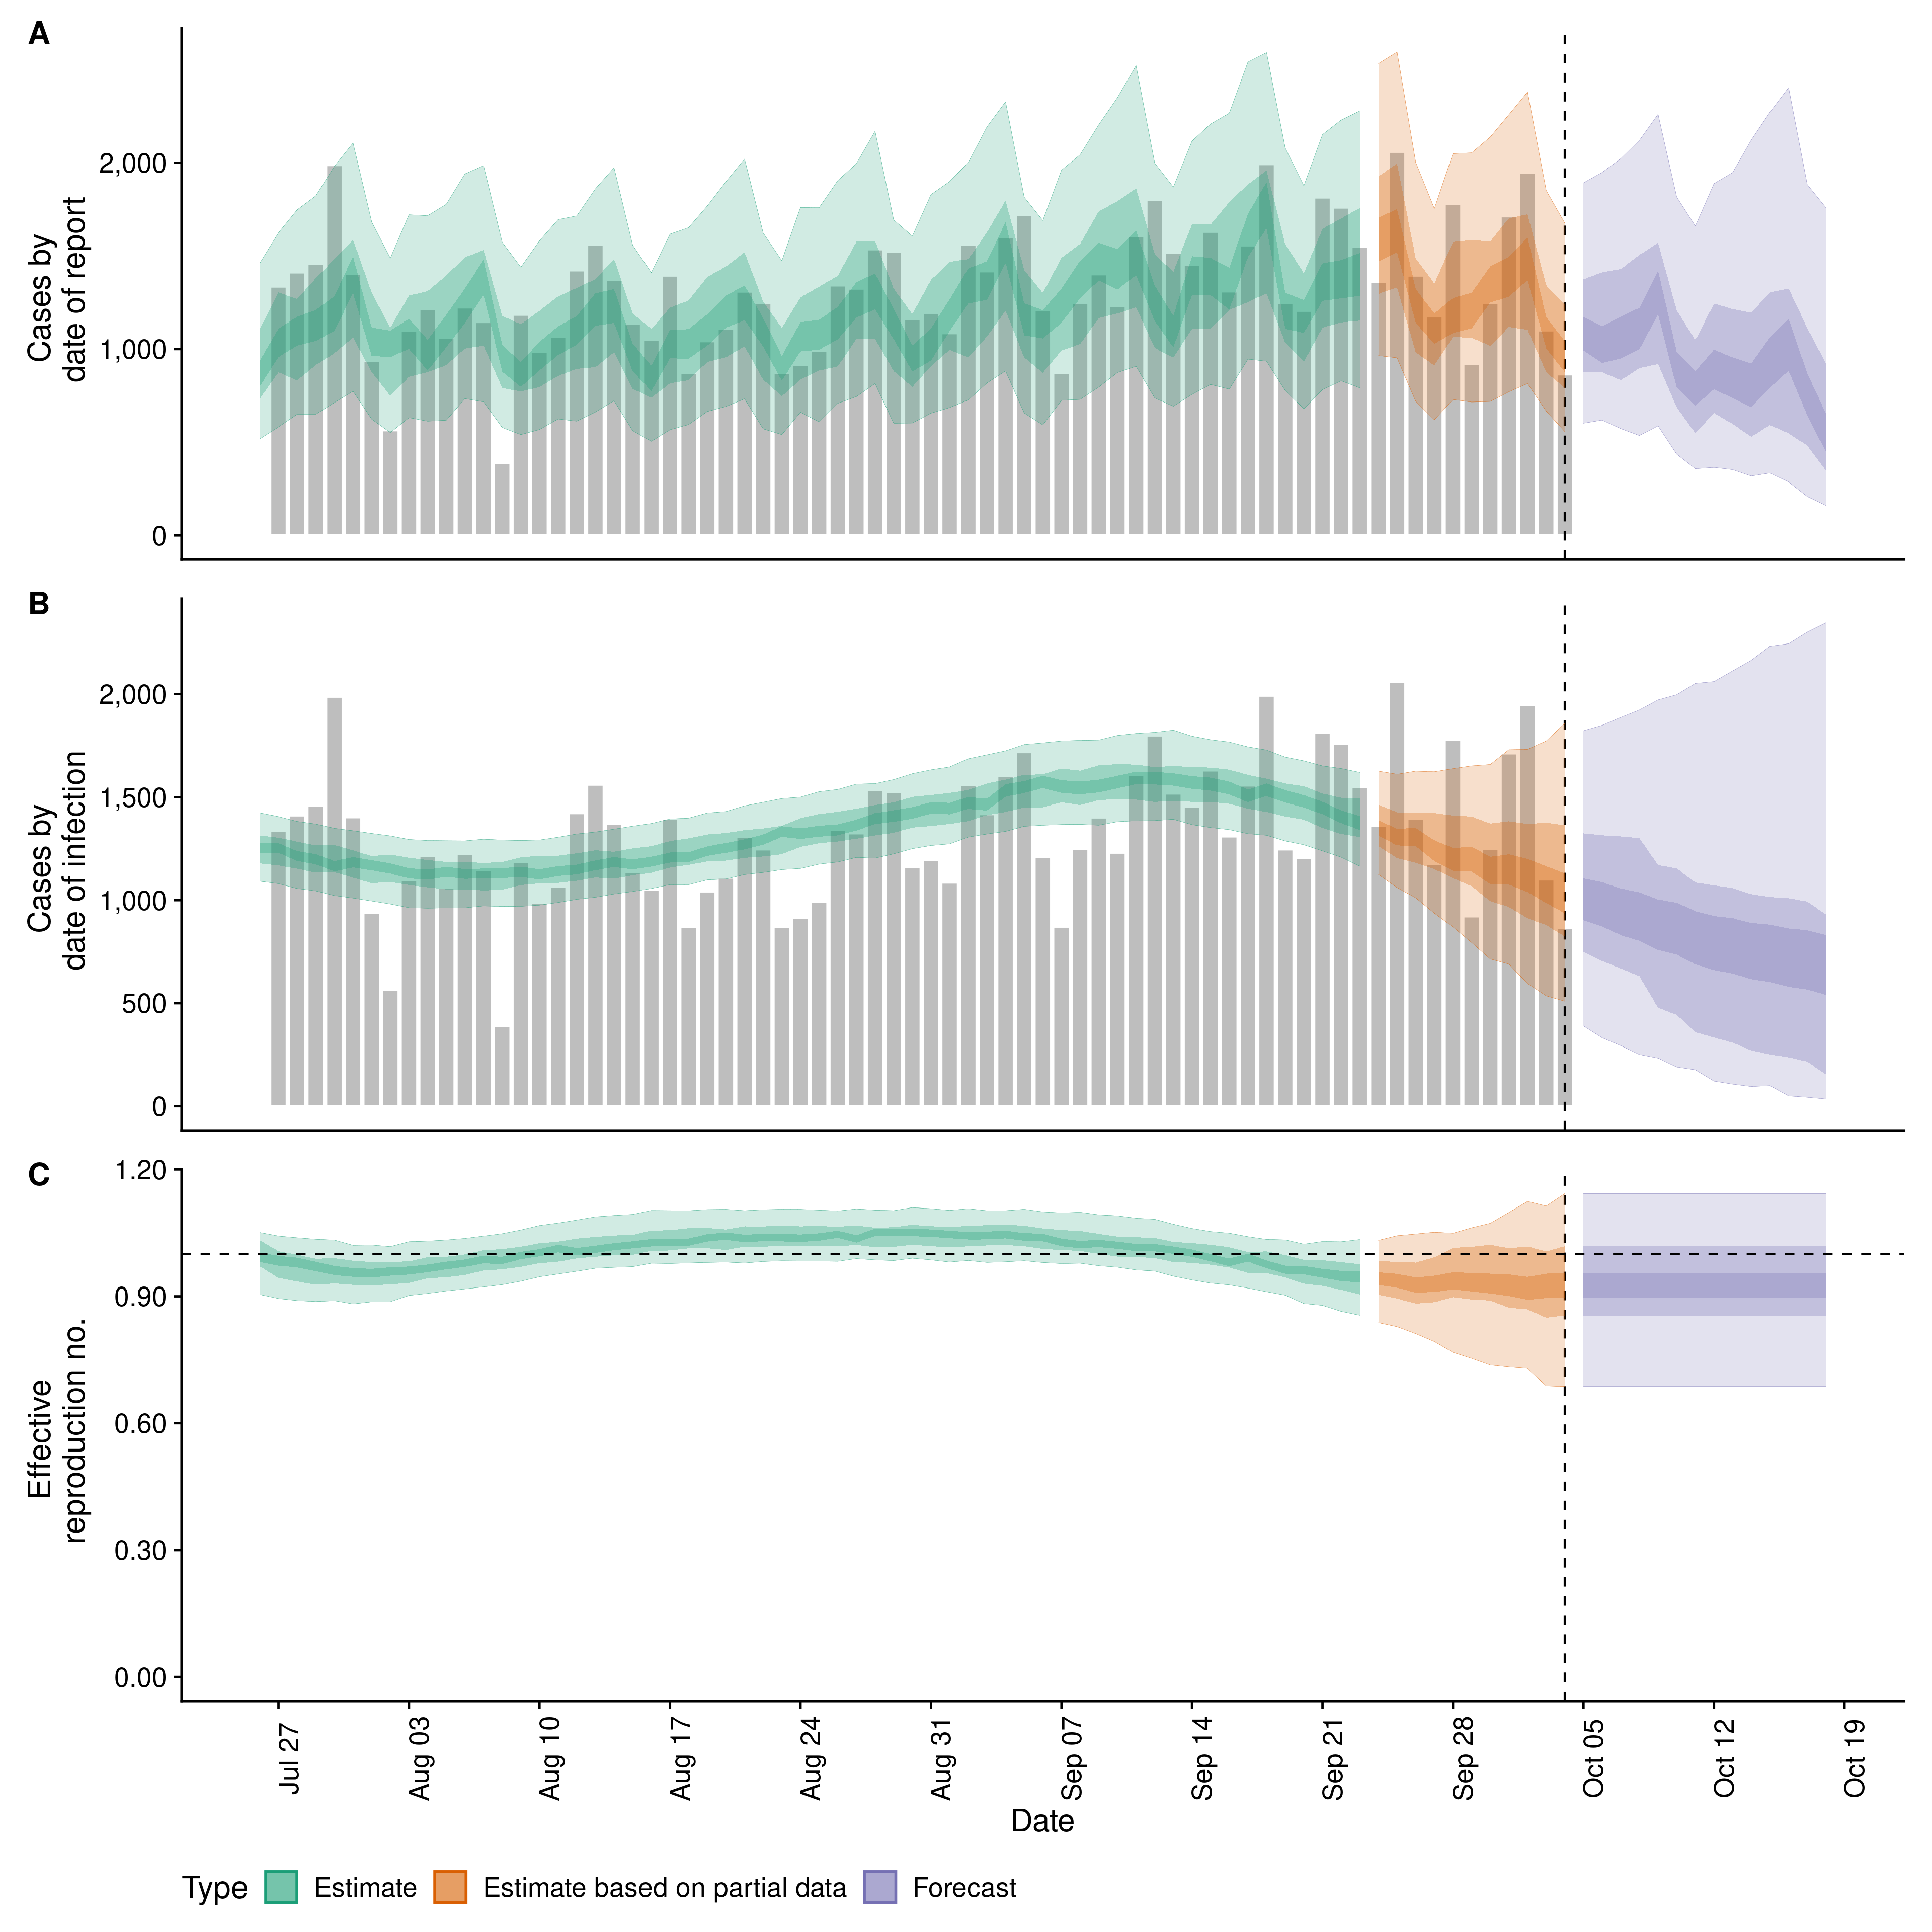 A
Cases by
date of report
2,000
1,000
0
B
Cases by
date of infection
2,000
1,500
1,000
500
0
C
Effective
reproduction no.
1.20
0.90
0.60
0.30
0.00
Jul 27
Aug 03
Aug 10
Aug 17
Aug 24
Aug 31
Sep 07
Sep 14
Sep 21
Sep 28
Oct 05
Oct 12
Oct 19
Date
Type Estimate Estimate based on partial data Forecast